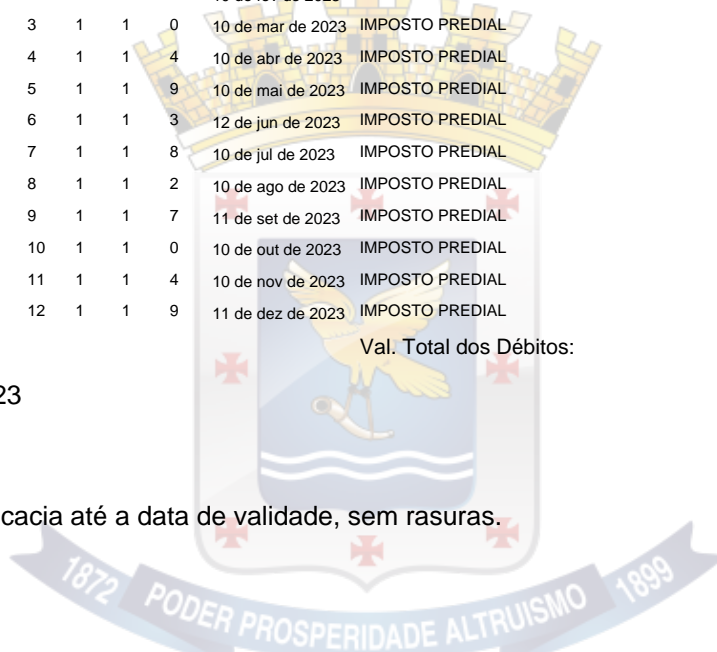 3 1 1 0 10 de mar de 2023 IMPOSTO PREDIAL
4 1 1 4 10 de abr de 2023 IMPOSTO PREDIAL
5 1 1 9 10 de mai de 2023 IMPOSTO PREDIAL
6 1 1 3 12 de jun de 2023 IMPOSTO PREDIAL
7 1 1 8 10 de jul de 2023 IMPOSTO PREDIAL
8 1 1 2 10 de ago de 2023 IMPOSTO PREDIAL
9 1 1 7 11 de set de 2023 IMPOSTO PREDIAL
10 1 1 0 10 de out de 2023 IMPOSTO PREDIAL
11 1 1 4 10 de nov de 2023 IMPOSTO PREDIAL
12 1 1 9 11 de dez de 2023 IMPOSTO PREDIAL
Val. Total dos Débitos:
23
cacia até a data de validade, sem rasuras.
1872 PODER PROSPERIDADE ALTRUISMO 1899